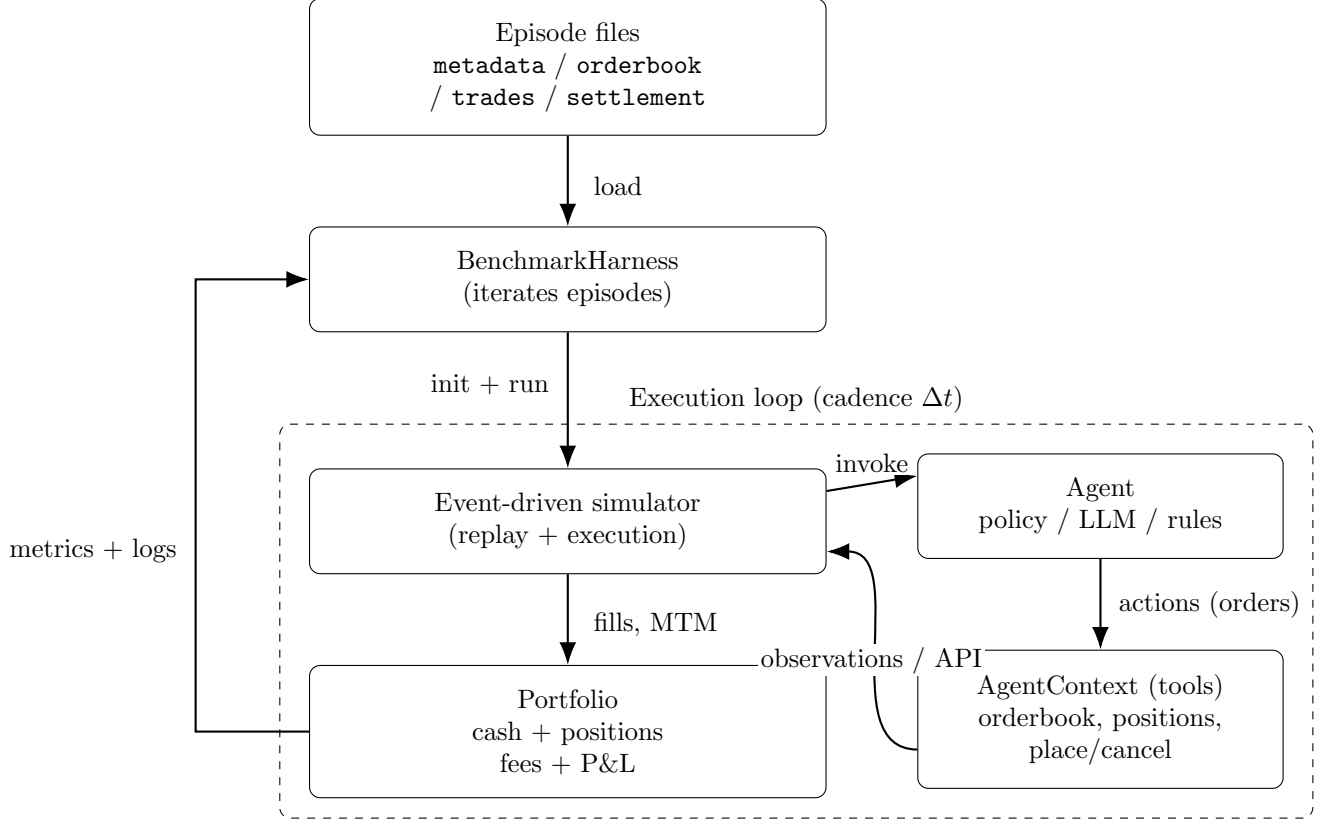 Episode files
metadata / orderbook
/ trades / settlement
load
BenchmarkHarness
(iterates episodes)
init + run
Execution loop (cadence Δt)
invoke
Event-driven simulator
(replay + execution)
Agent
policy / LLM / rules
metrics + logs
actions (orders)
fills, MTM
observations / API
Portfolio
cash + positions
fees + P&L
AgentContext (tools)
orderbook, positions,
place/cancel